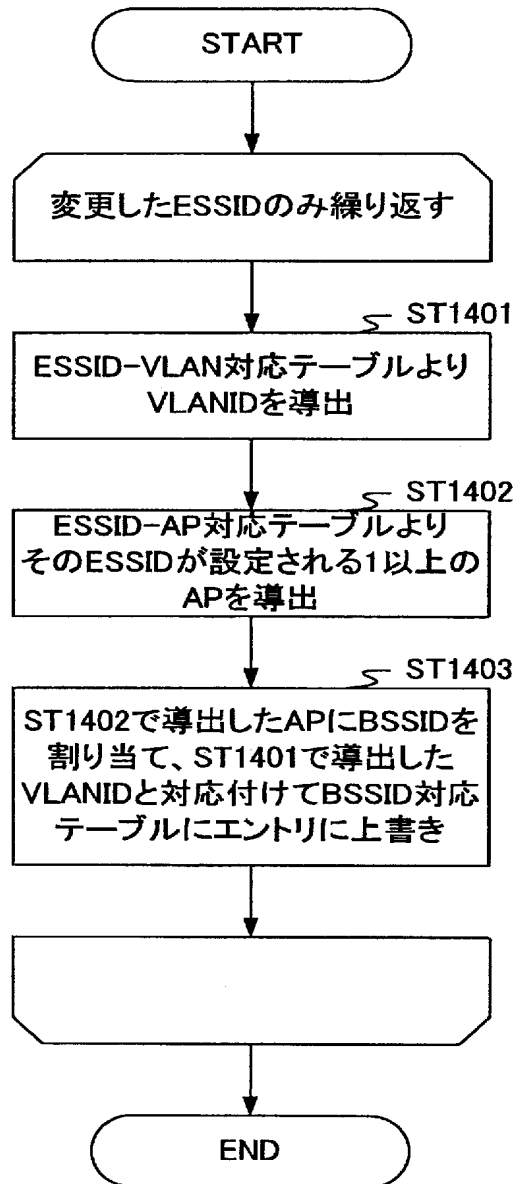 START
変更したESSIDのみ繰り返す
ST1401
ESSID-VLAN対応テーブルより
VLANIDを導出
ST1402
ESSID-AP対応テーブルより
そのESSIDが設定される1以上の
APを導出
ST1403
ST1402で導出したAPにBSSIDを
割り当て、ST1401で導出した
VLANIDと対応付けてBSSID対応
テーブルにエントリに上書き
END